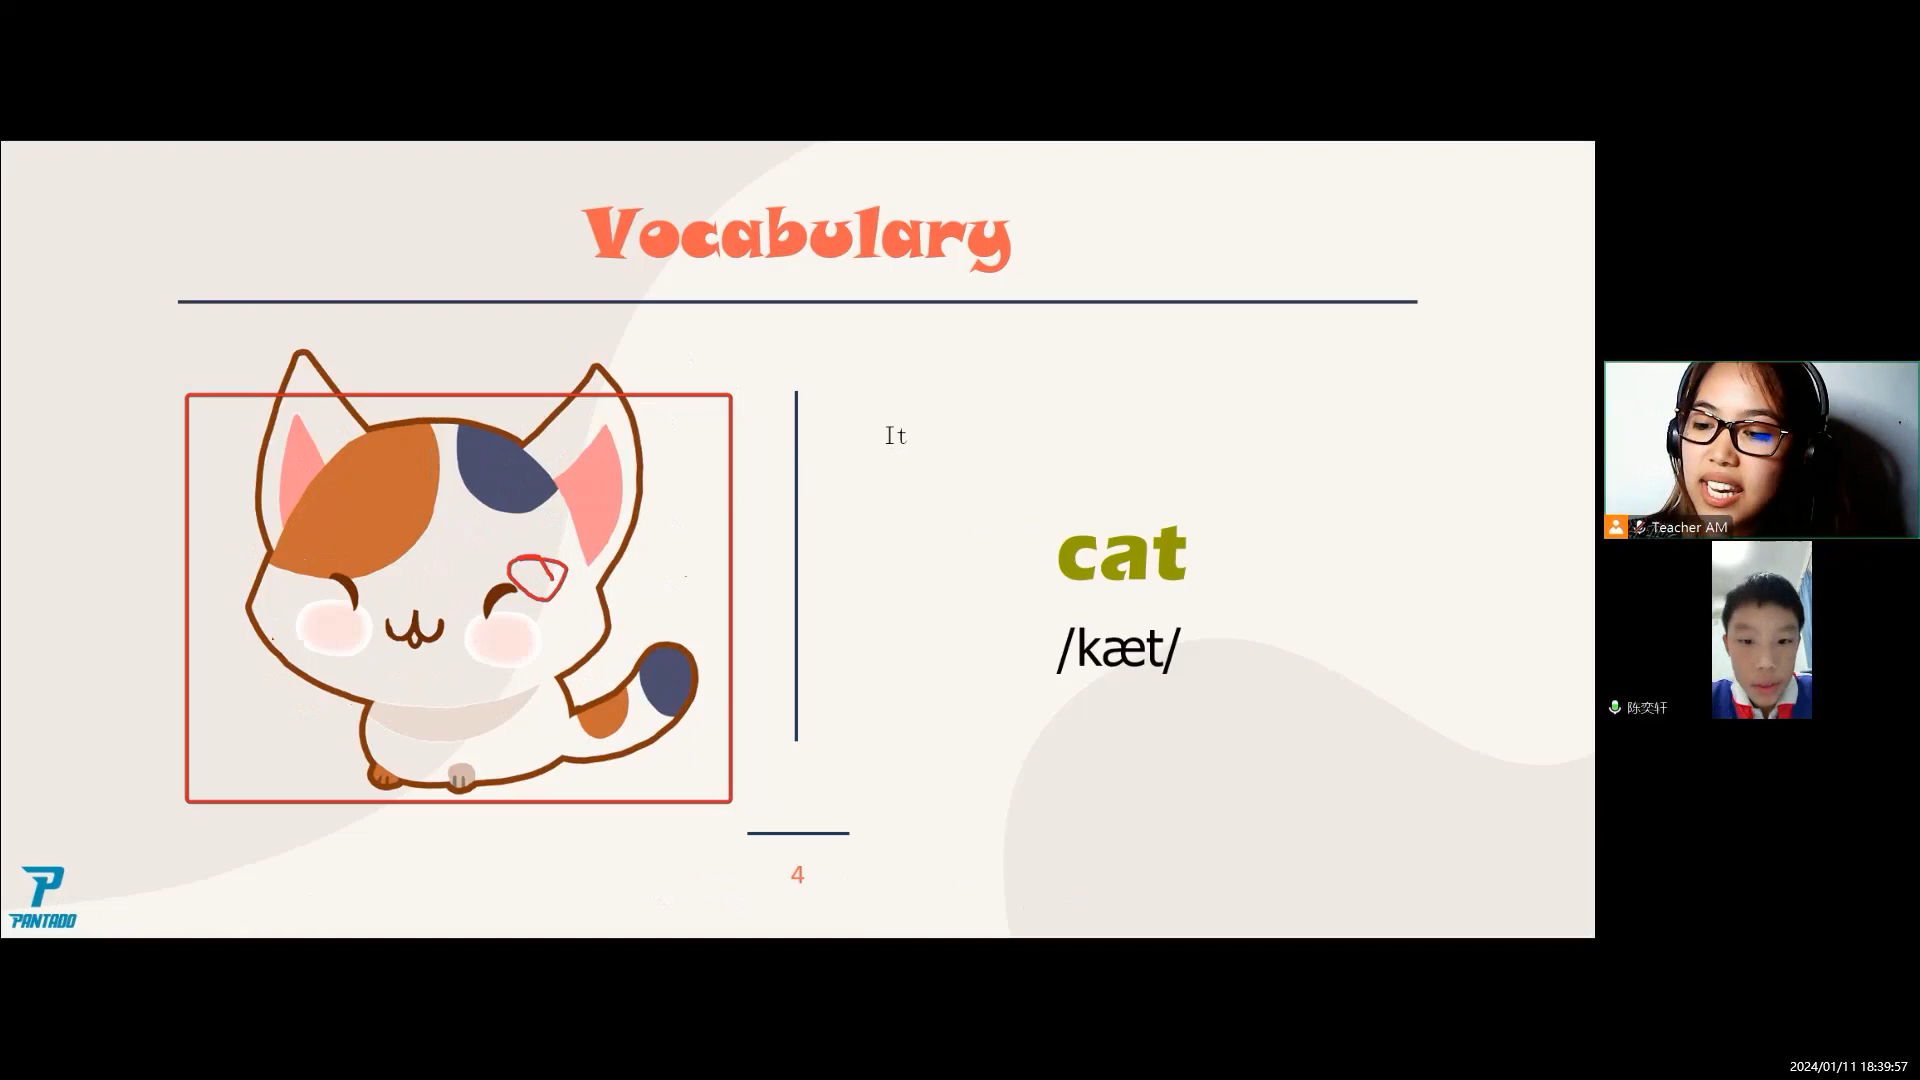 Vocabulary
It
cat
/kæt/
4
PANTADO
Teacher AM
陈奕轩
2024/01/11 18:39:57